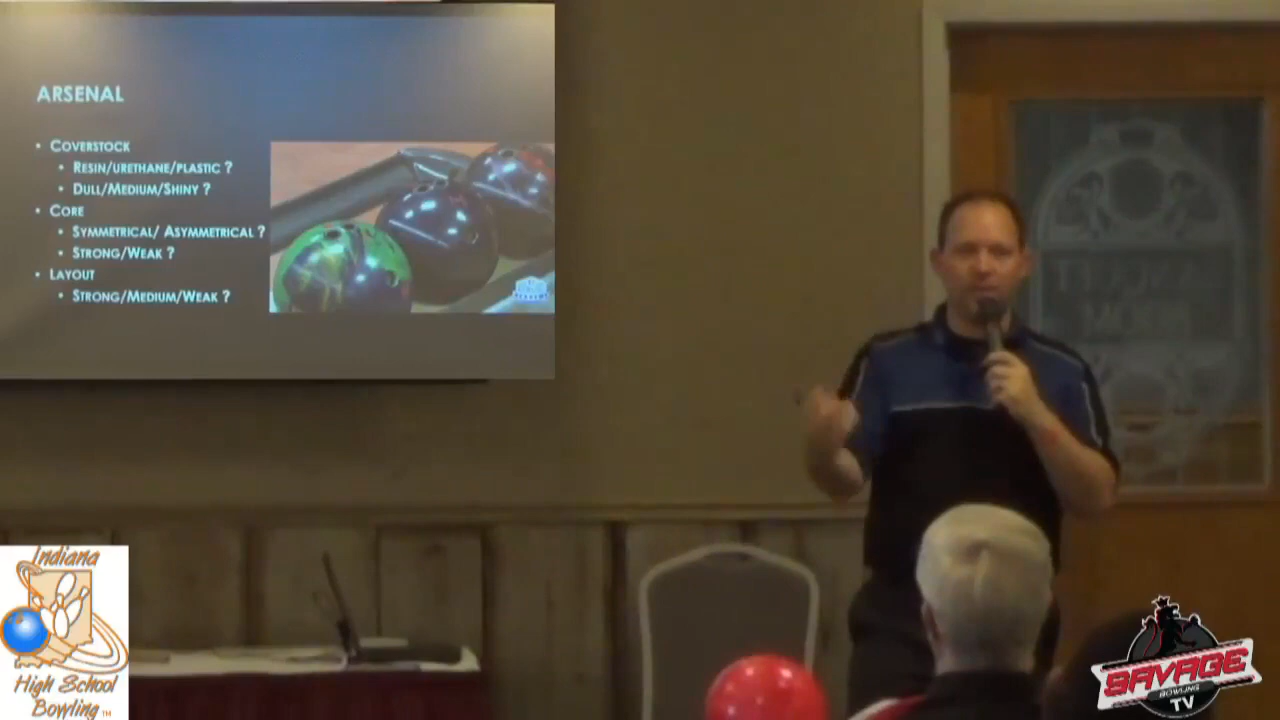 ARSENAL
• COVERSTOCK
• RESIN/URETHANE/PLASTIC ?
• DULL/MEDIUM/SHINY ?
• CORE
• SYMMETRICAL/ ASYMMETRICAL ?
• STRONG/WEAK ?
• LAYOUT
• STRONG/MEDIUM/WEAK ?
Indiana
High School
Bowling TM
SAVAGE
BOWLING
TV